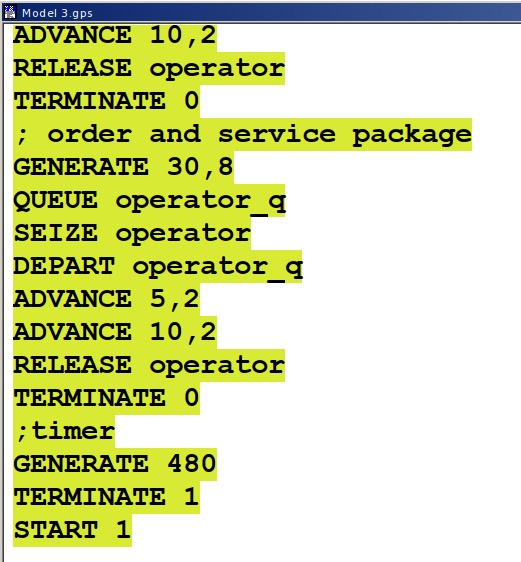 Model 3.gps
ADVANCE 10,2
RELEASE operator
TERMINATE 0
; order and service package
GENERATE 30,8
QUEUE operator_q
SEIZE operator
DEPART operator_q
ADVANCE 5,2
ADVANCE 10,2
RELEASE operator
TERMINATE 0
;timer
GENERATE 480
TERMINATE 1
START 1